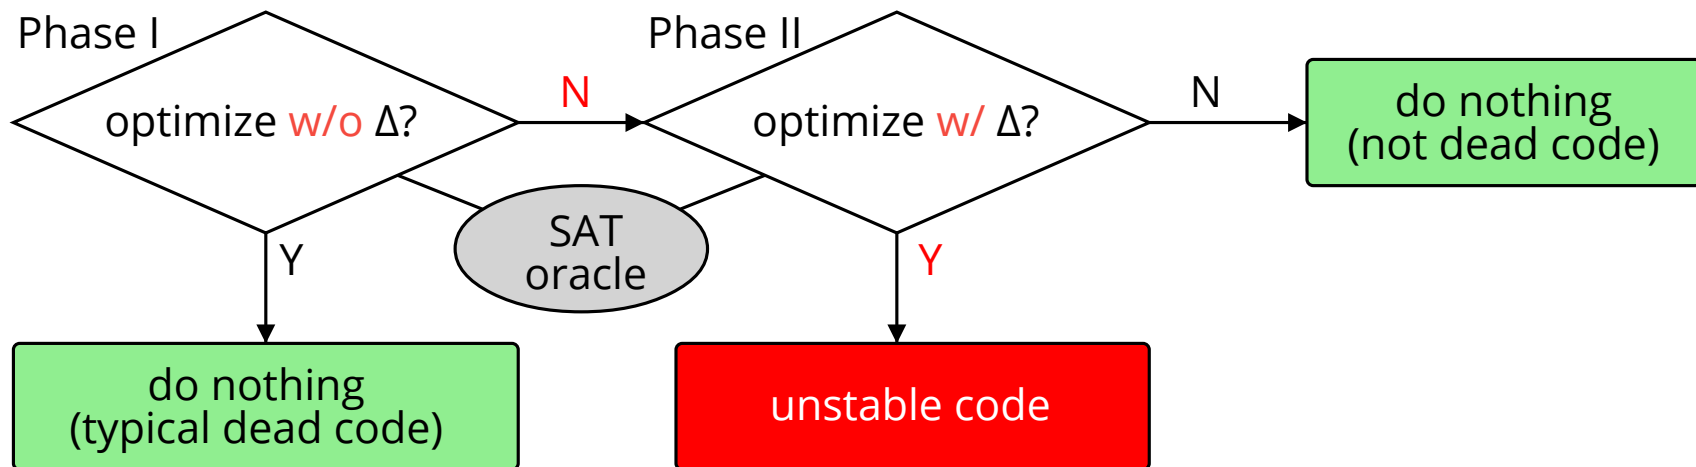 Phase I
optimize w/o Δ?
N
Phase II
optimize w/ Δ?
N
do nothing
(not dead code)
SAT
oracle
Y
Y
do nothing
(typical dead code)
unstable code